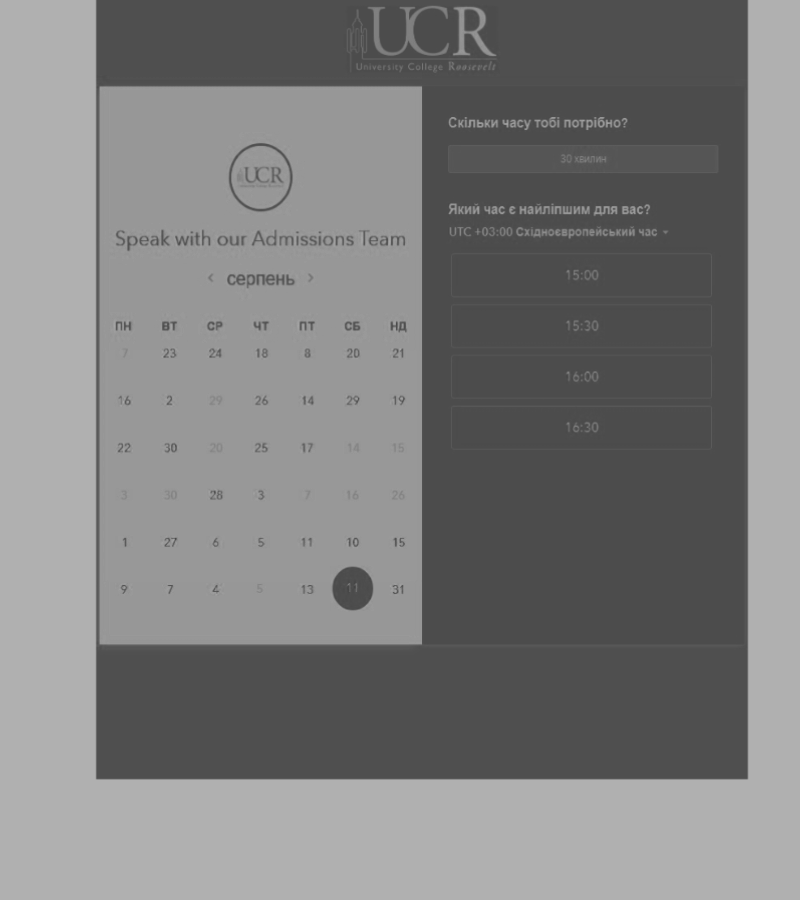 UCR
University College Roosevelt
UCR
Speak with our Admissions Team
‹ серпень ›
ПН ВТ СР ЧТ ПТ СБ НД
7 23 24 18 8 20 21
16 2 29 26 14 29 19
22 30 20 25 17 14 15
3 30 28 3 7 16 26
1 27 6 5 11 10 15
9 7 4 5 13 11 31
Скільки часу тобі потрібно?
30 хвилин
Який час є найліпшим для вас?
UTC +03:00 Східноєвропейський час
15:00
15:30
16:00
16:30